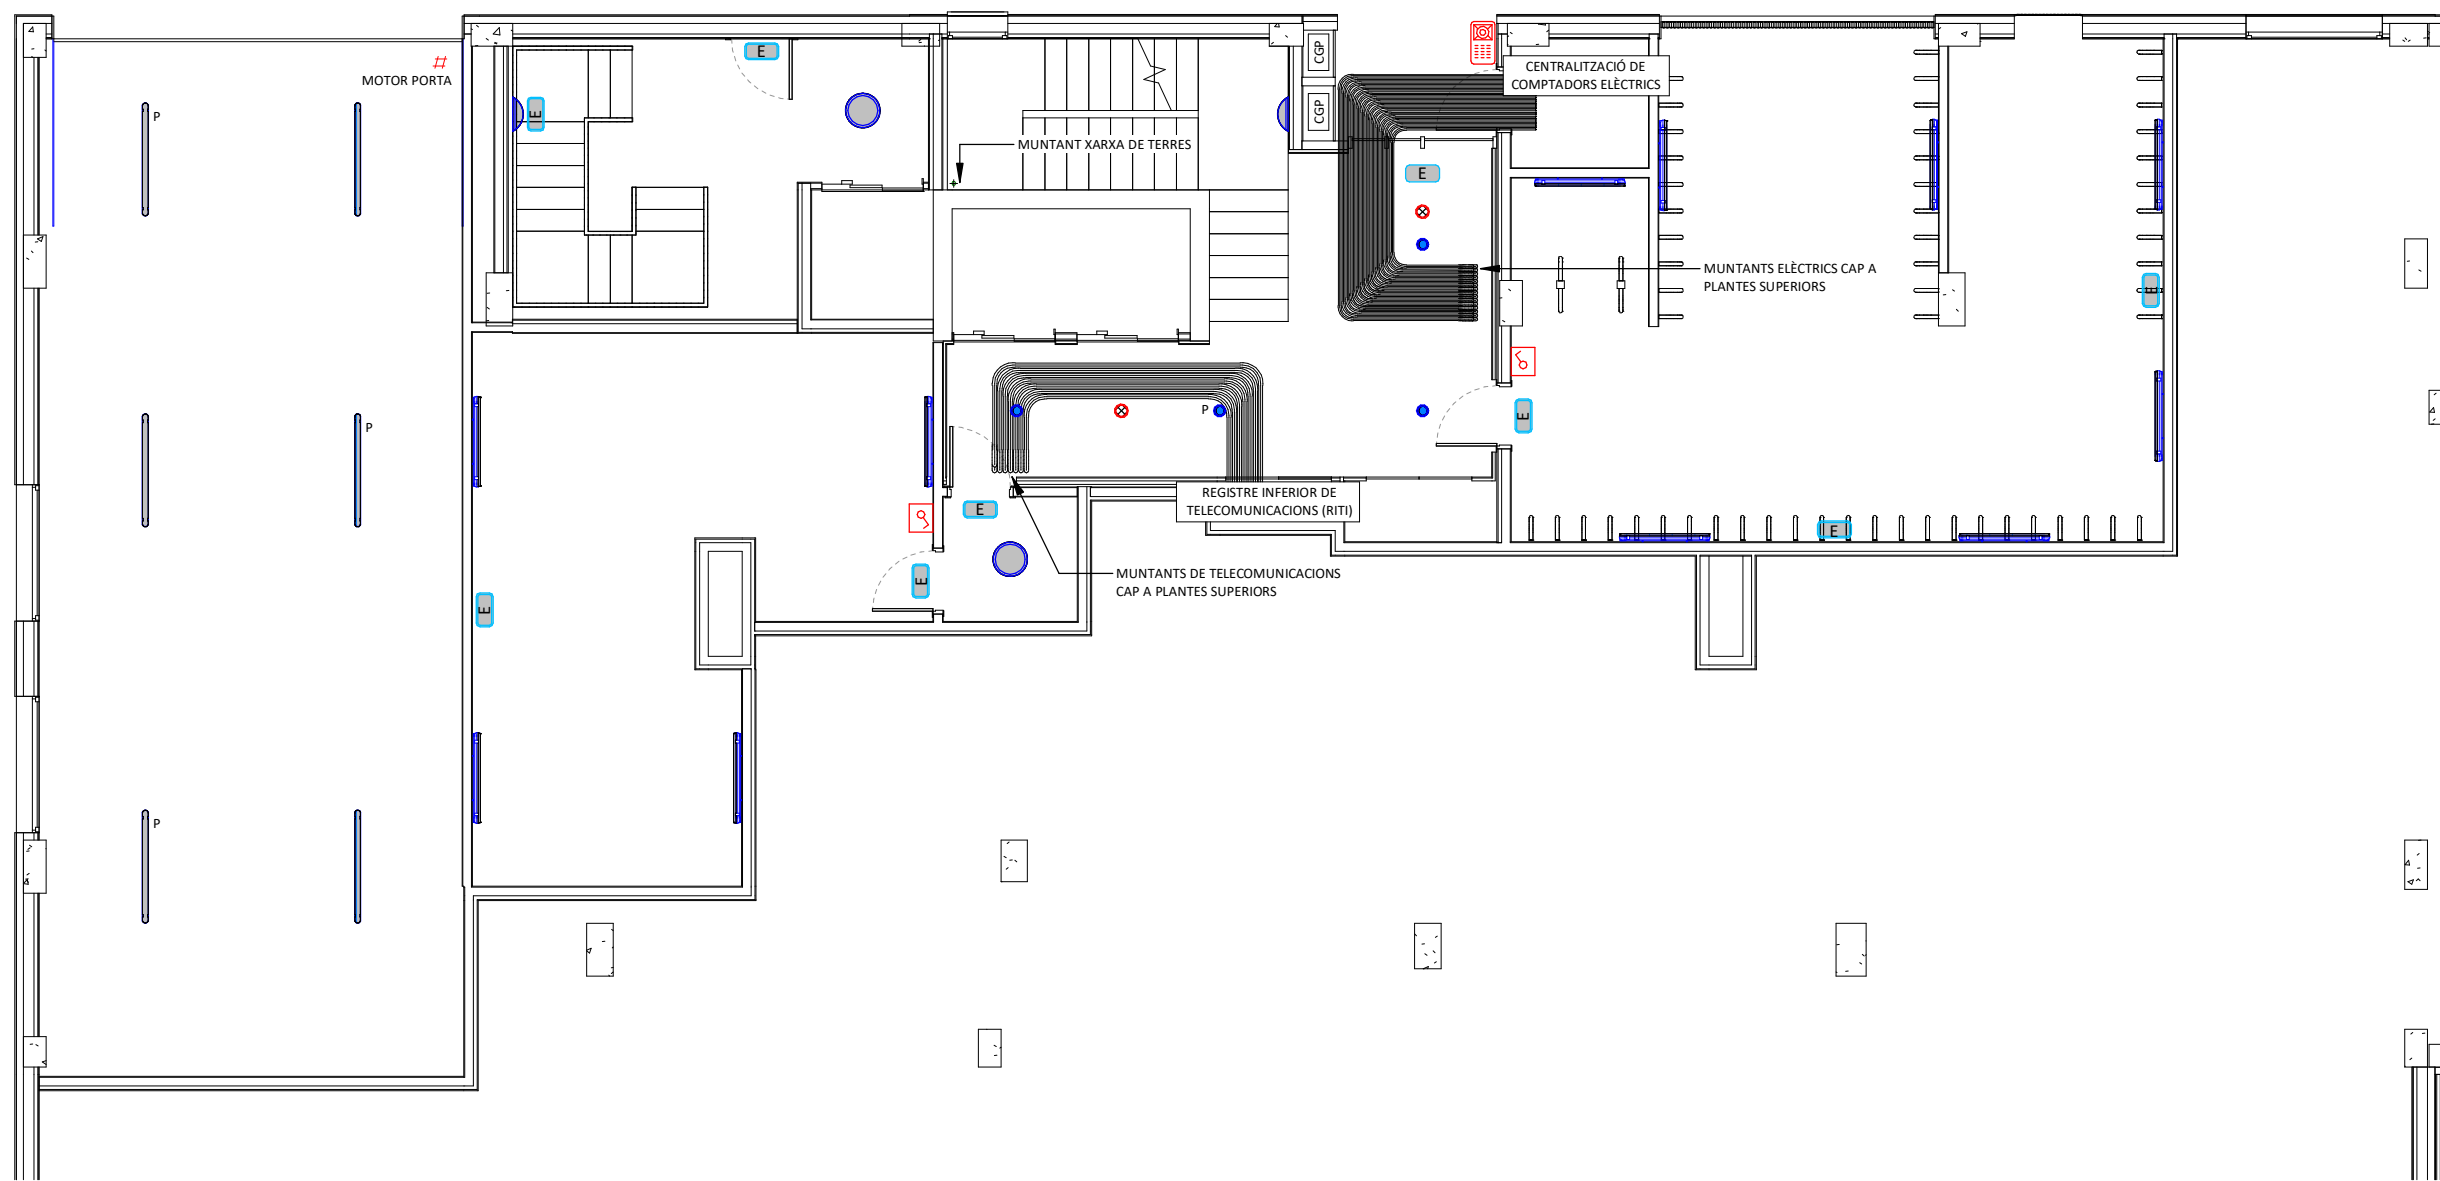 E
CGP
MOTOR PORTA
CENTRALITZACIÓ DE
COMPTADORS ELÈCTRICS
P
E
CGP
MUNTANT XARXA DE TERRES
E
MUNTANTS ELÈCTRICS CAP A
PLANTES SUPERIORS
E
P
P
E
REGISTRE INFERIOR DE
TELECOMUNICACIONS (RITI)
E
E
MUNTANTS DE TELECOMUNICACIONS
CAP A PLANTES SUPERIORS
E
E
P